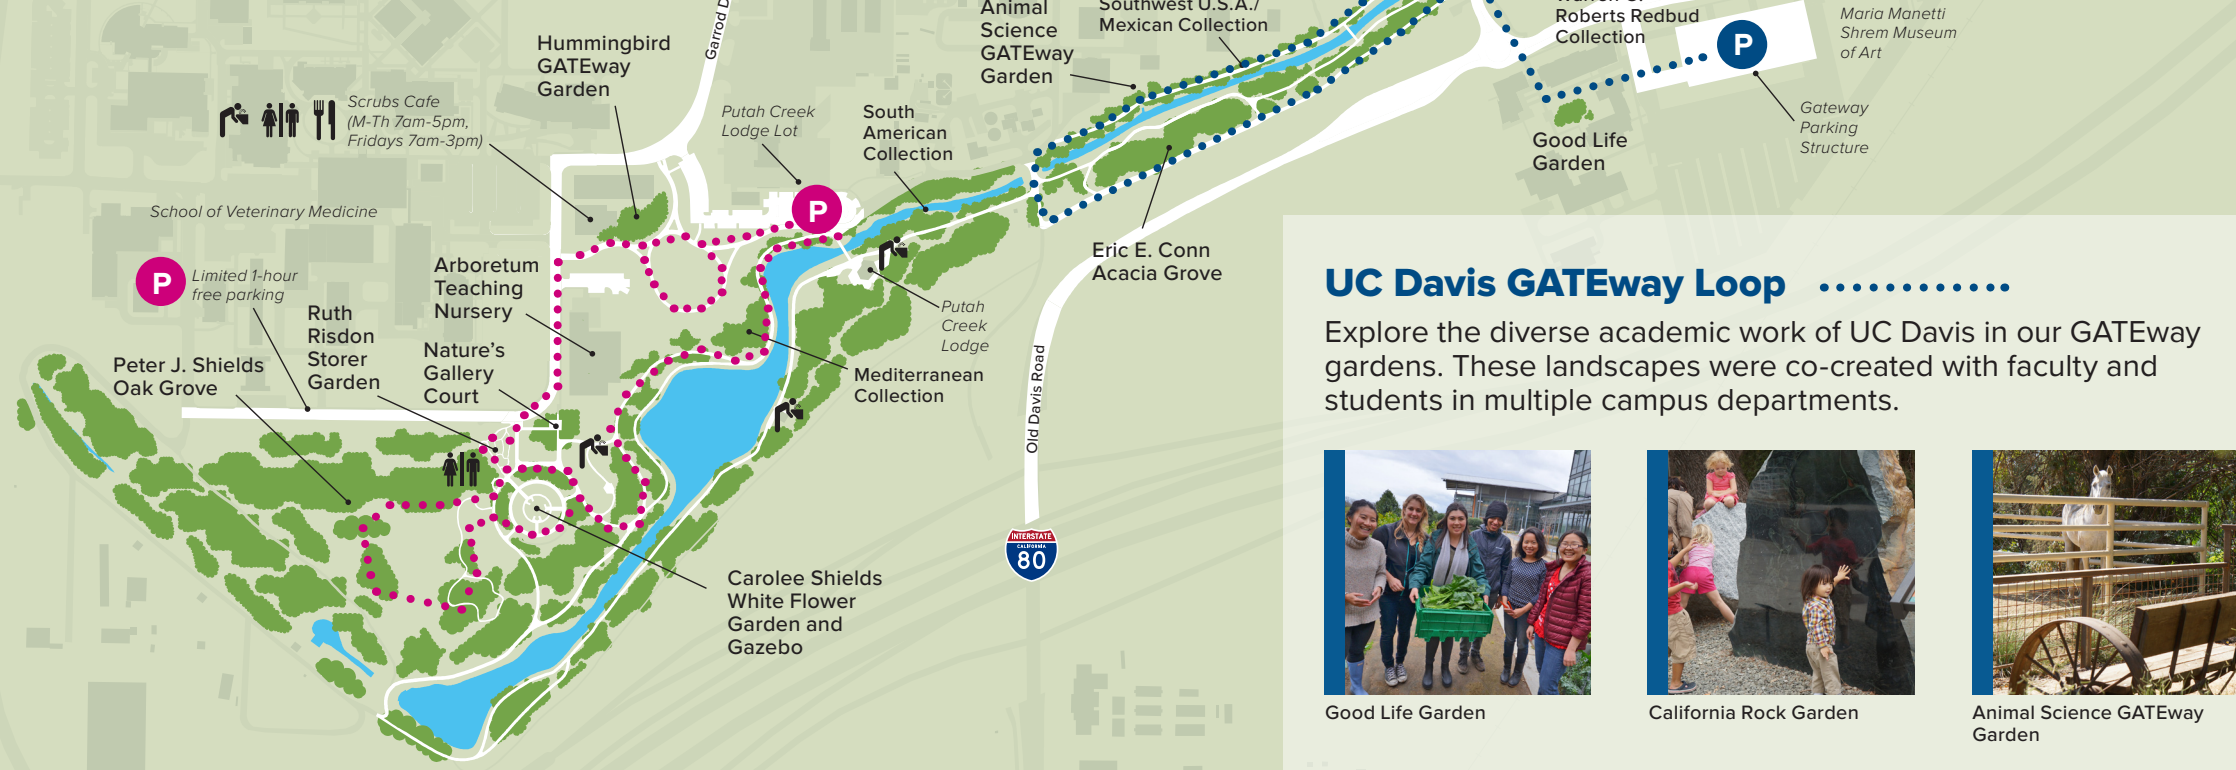 Garrod D
Animal
Science
GATEway
Garden
Southwest U.S.A./
Mexican Collection
Roberts Redbud
Collection
P
Maria Manetti
Shrem Museum
of Art
Gateway
Parking
Structure
Good Life
Garden
Hummingbird
GATEway
Garden
Scrubs Cafe
(M-Th 7am-5pm,
Fridays 7am-3pm)
Putah Creek
Lodge Lot
South
American
Collection
P
School of Veterinary Medicine
P
Limited 1-hour
free parking
Arboretum
Teaching
Nursery
Ruth
Risdon
Storer
Garden
Nature's
Gallery
Court
Peter J. Shields
Oak Grove
Eric E. Conn
Acacia Grove
Putah
Creek
Lodge
Mediterranean
Collection
Old Davis Road
INTERSTATE
CALIFORNIA
80
Carolee Shields
White Flower
Garden and
Gazebo
UC Davis GATEway Loop
Explore the diverse academic work of UC Davis in our GATEway
gardens. These landscapes were co-created with faculty and
students in multiple campus departments.
Good Life Garden
California Rock Garden
Animal Science GATEway
Garden